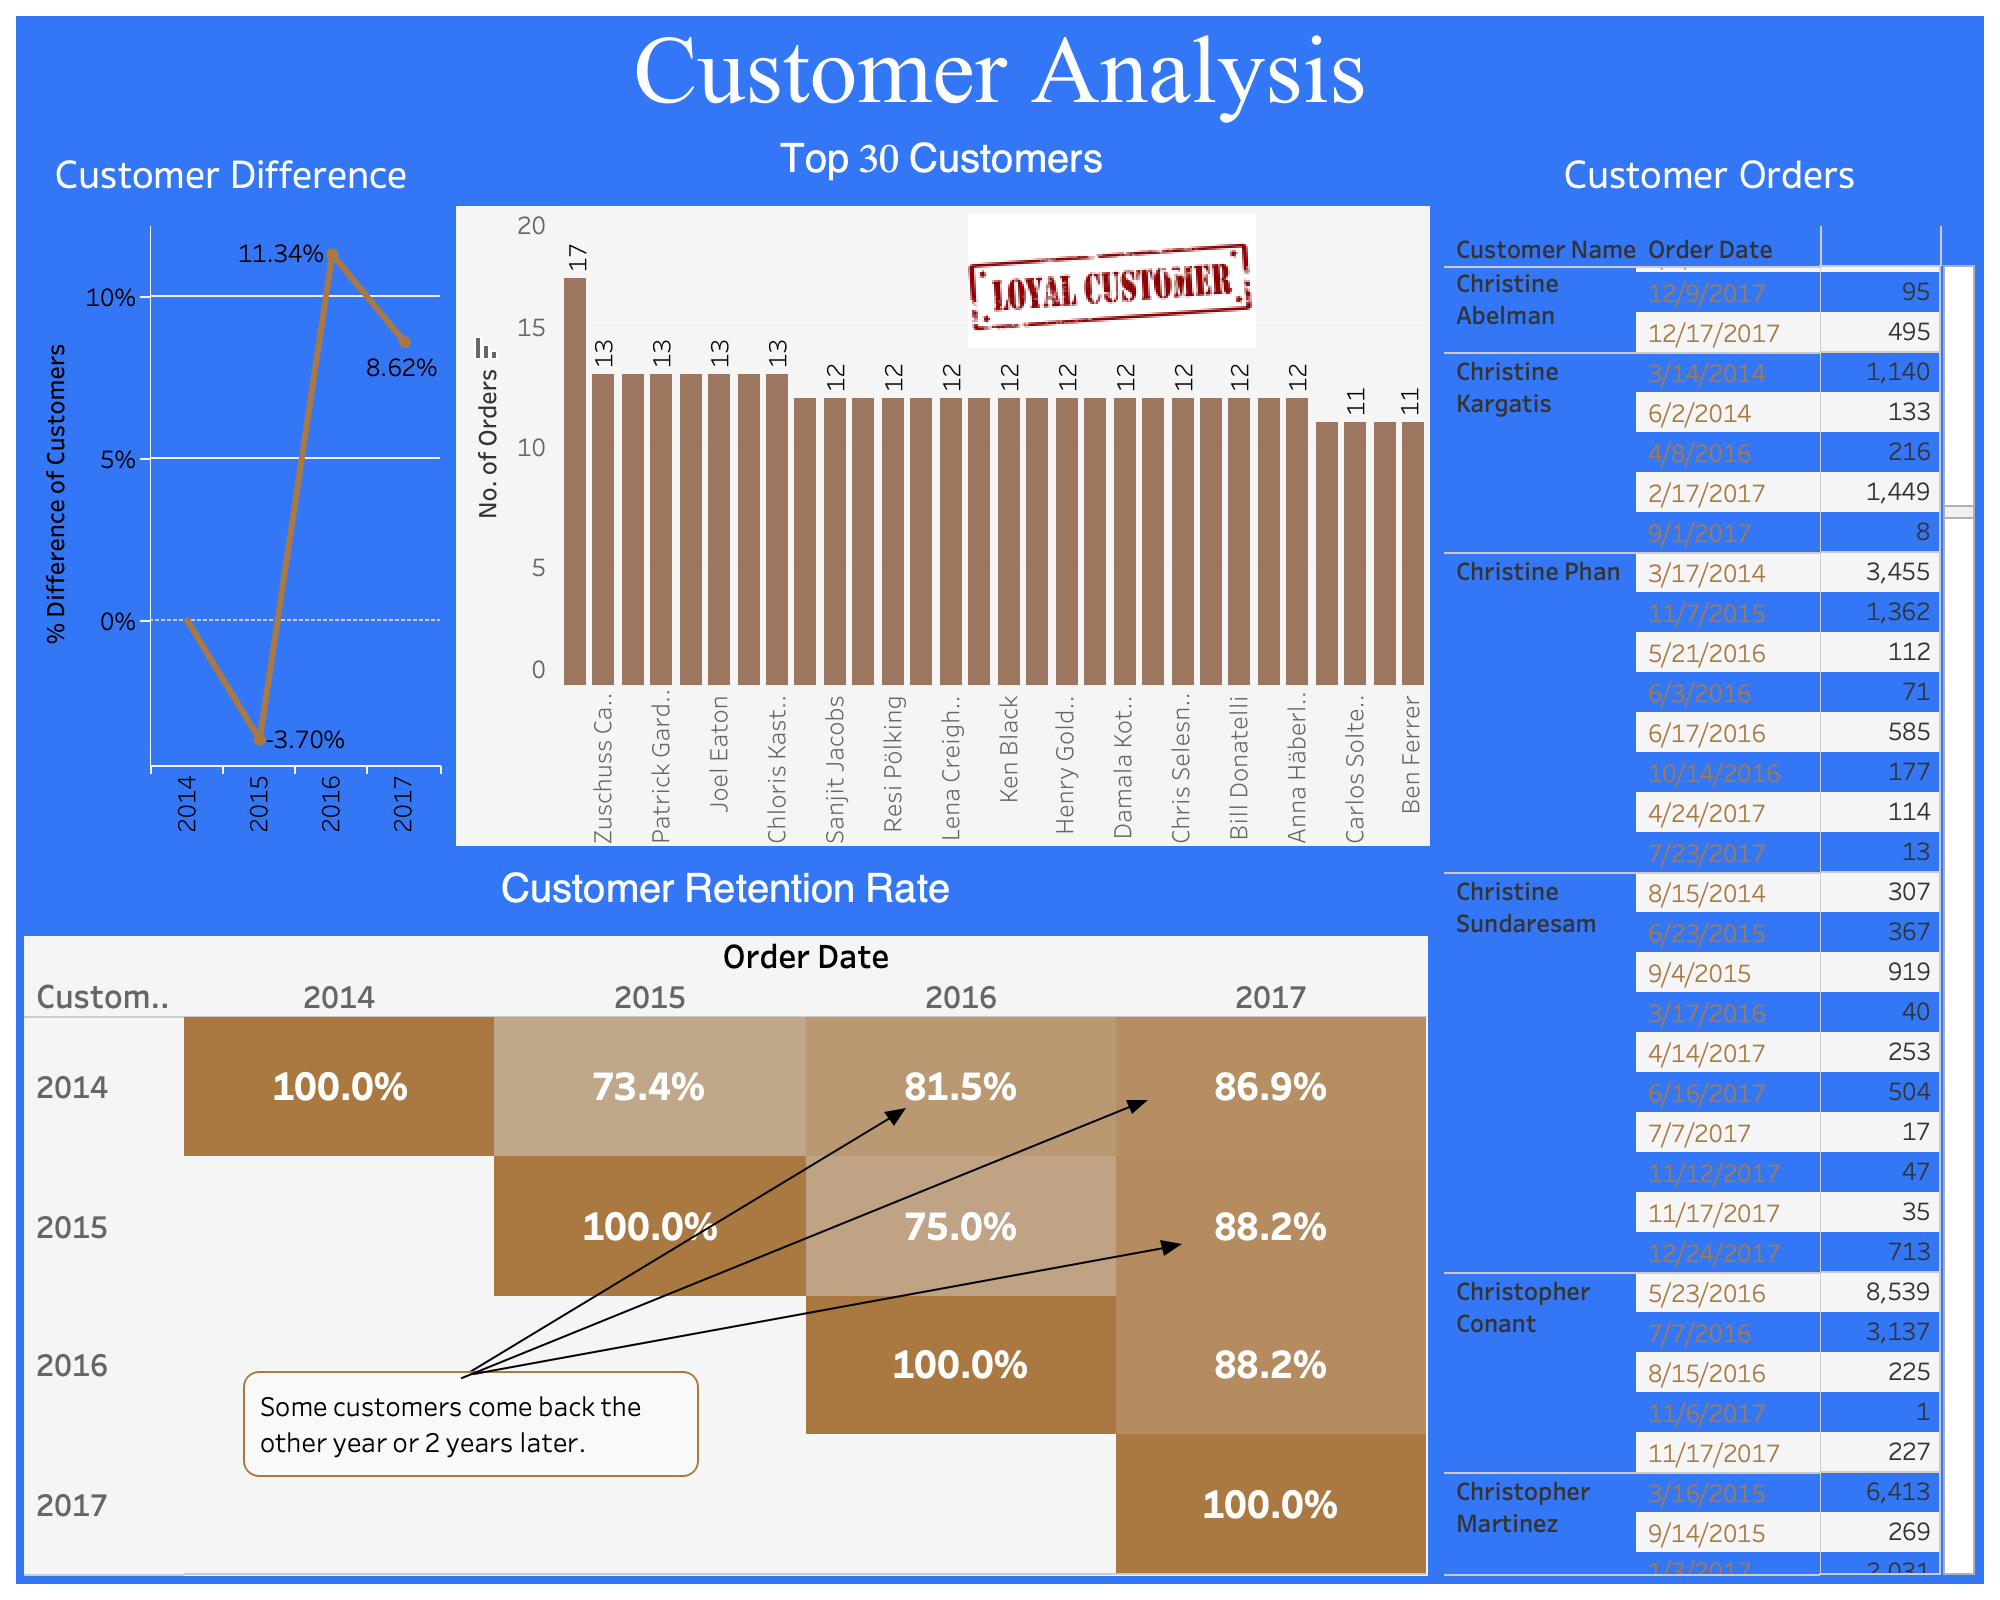 Customer Analysis
Customer Difference
% Difference of Customers
10%
5%
0%
11.34%
8.62%
-3.70%
2014
2015
2016
2017
Top 30 Customers
LOYAL CUSTOMER
No. of Orders
20
15
10
5
0
17
13
13
13
13
12
12
12
12
12
12
12
12
12
11
11
Zuschuss Ca..
Patrick Gard..
Joel Eaton
Chloris Kast..
Sanjit Jacobs
Resi Pölking
Lena Creigh..
Ken Black
Henry Gold..
Damala Kot..
Chris Selesn..
Bill Donatelli
Anna Häberl..
Carlos Solte..
Ben Ferrer
Customer Retention Rate
Order Date
Custom.. 2014 2015 2016 2017
2014 100.0% 73.4% 81.5% 86.9%
2015 100.0% 75.0% 88.2%
2016 100.0% 88.2%
2017 100.0%
Some customers come back the
other year or 2 years later.
Customer Orders
Customer Name Order Date
Christine
Abelman
12/9/2017 95
12/17/2017 495
Christine
Kargatis
3/14/2014 1,140
6/2/2014 133
4/8/2016 216
2/17/2017 1,449
9/1/2017 8
Christine Phan 3/17/2014 3,455
11/7/2015 1,362
5/21/2016 112
6/3/2016 71
6/17/2016 585
10/14/2016 177
4/24/2017 114
7/23/2017 13
Christine
Sundaresam
8/15/2014 307
6/23/2015 367
9/4/2015 919
3/17/2016 40
4/14/2017 253
6/16/2017 504
7/7/2017 17
11/12/2017 47
11/17/2017 35
12/24/2017 713
Christopher
Conant
5/23/2016 8,539
7/7/2016 3,137
8/15/2016 225
11/6/2017 1
11/17/2017 227
Christopher
Martinez
3/16/2015 6,413
9/14/2015 269
1/3/2017 2,031